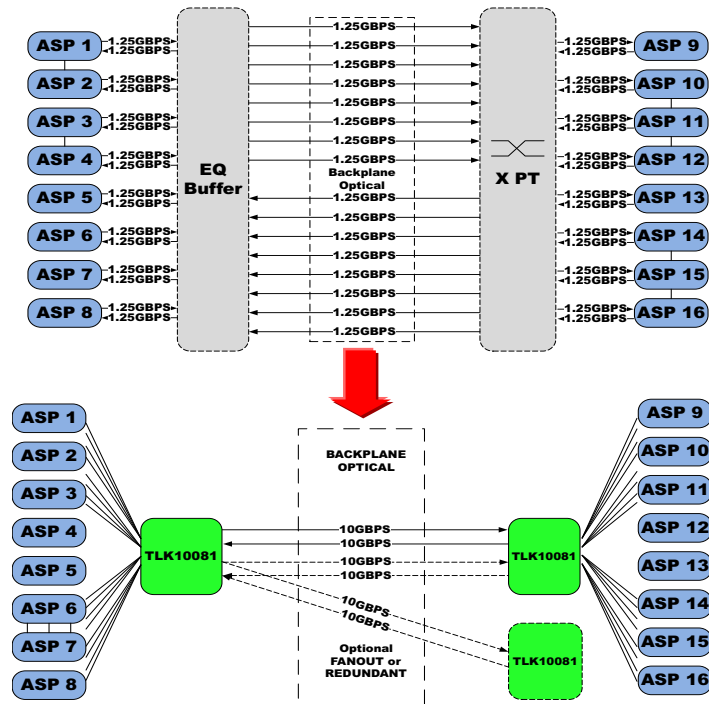 ASP 1
1.25GBPS
1.25GBPS
ASP 2
1.25GBPS
1.25GBPS
ASP 3
1.25GBPS
1.25GBPS
ASP 4
1.25GBPS
1.25GBPS
ASP 5
1.25GBPS
1.25GBPS
ASP 6
1.25GBPS
1.25GBPS
ASP 7
1.25GBPS
1.25GBPS
ASP 8
1.25GBPS
1.25GBPS
EQ
Buffer
1.25GBPS
1.25GBPS
1.25GBPS
1.25GBPS
1.25GBPS
1.25GBPS
1.25GBPS
1.25GBPS
Backplane
Optical
1.25GBPS
1.25GBPS
1.25GBPS
1.25GBPS
1.25GBPS
1.25GBPS
1.25GBPS
1.25GBPS
X PT
1.25GBPS
1.25GBPS
ASP 9
1.25GBPS
1.25GBPS
ASP 10
1.25GBPS
1.25GBPS
ASP 11
1.25GBPS
1.25GBPS
ASP 12
1.25GBPS
1.25GBPS
ASP 13
1.25GBPS
1.25GBPS
ASP 14
1.25GBPS
1.25GBPS
ASP 15
1.25GBPS
1.25GBPS
ASP 16
ASP 1
ASP 2
ASP 3
ASP 4
ASP 5
ASP 6
ASP 7
ASP 8
TLK10081
BACKPLANE
OPTICAL
10GBPS
10GBPS
10GBPS
10GBPS
10GBPS
10GBPS
Optional
FANOUT or
REDUNDANT
TLK10081
TLK10081
ASP 9
ASP 10
ASP 11
ASP 12
ASP 13
ASP 14
ASP 15
ASP 16